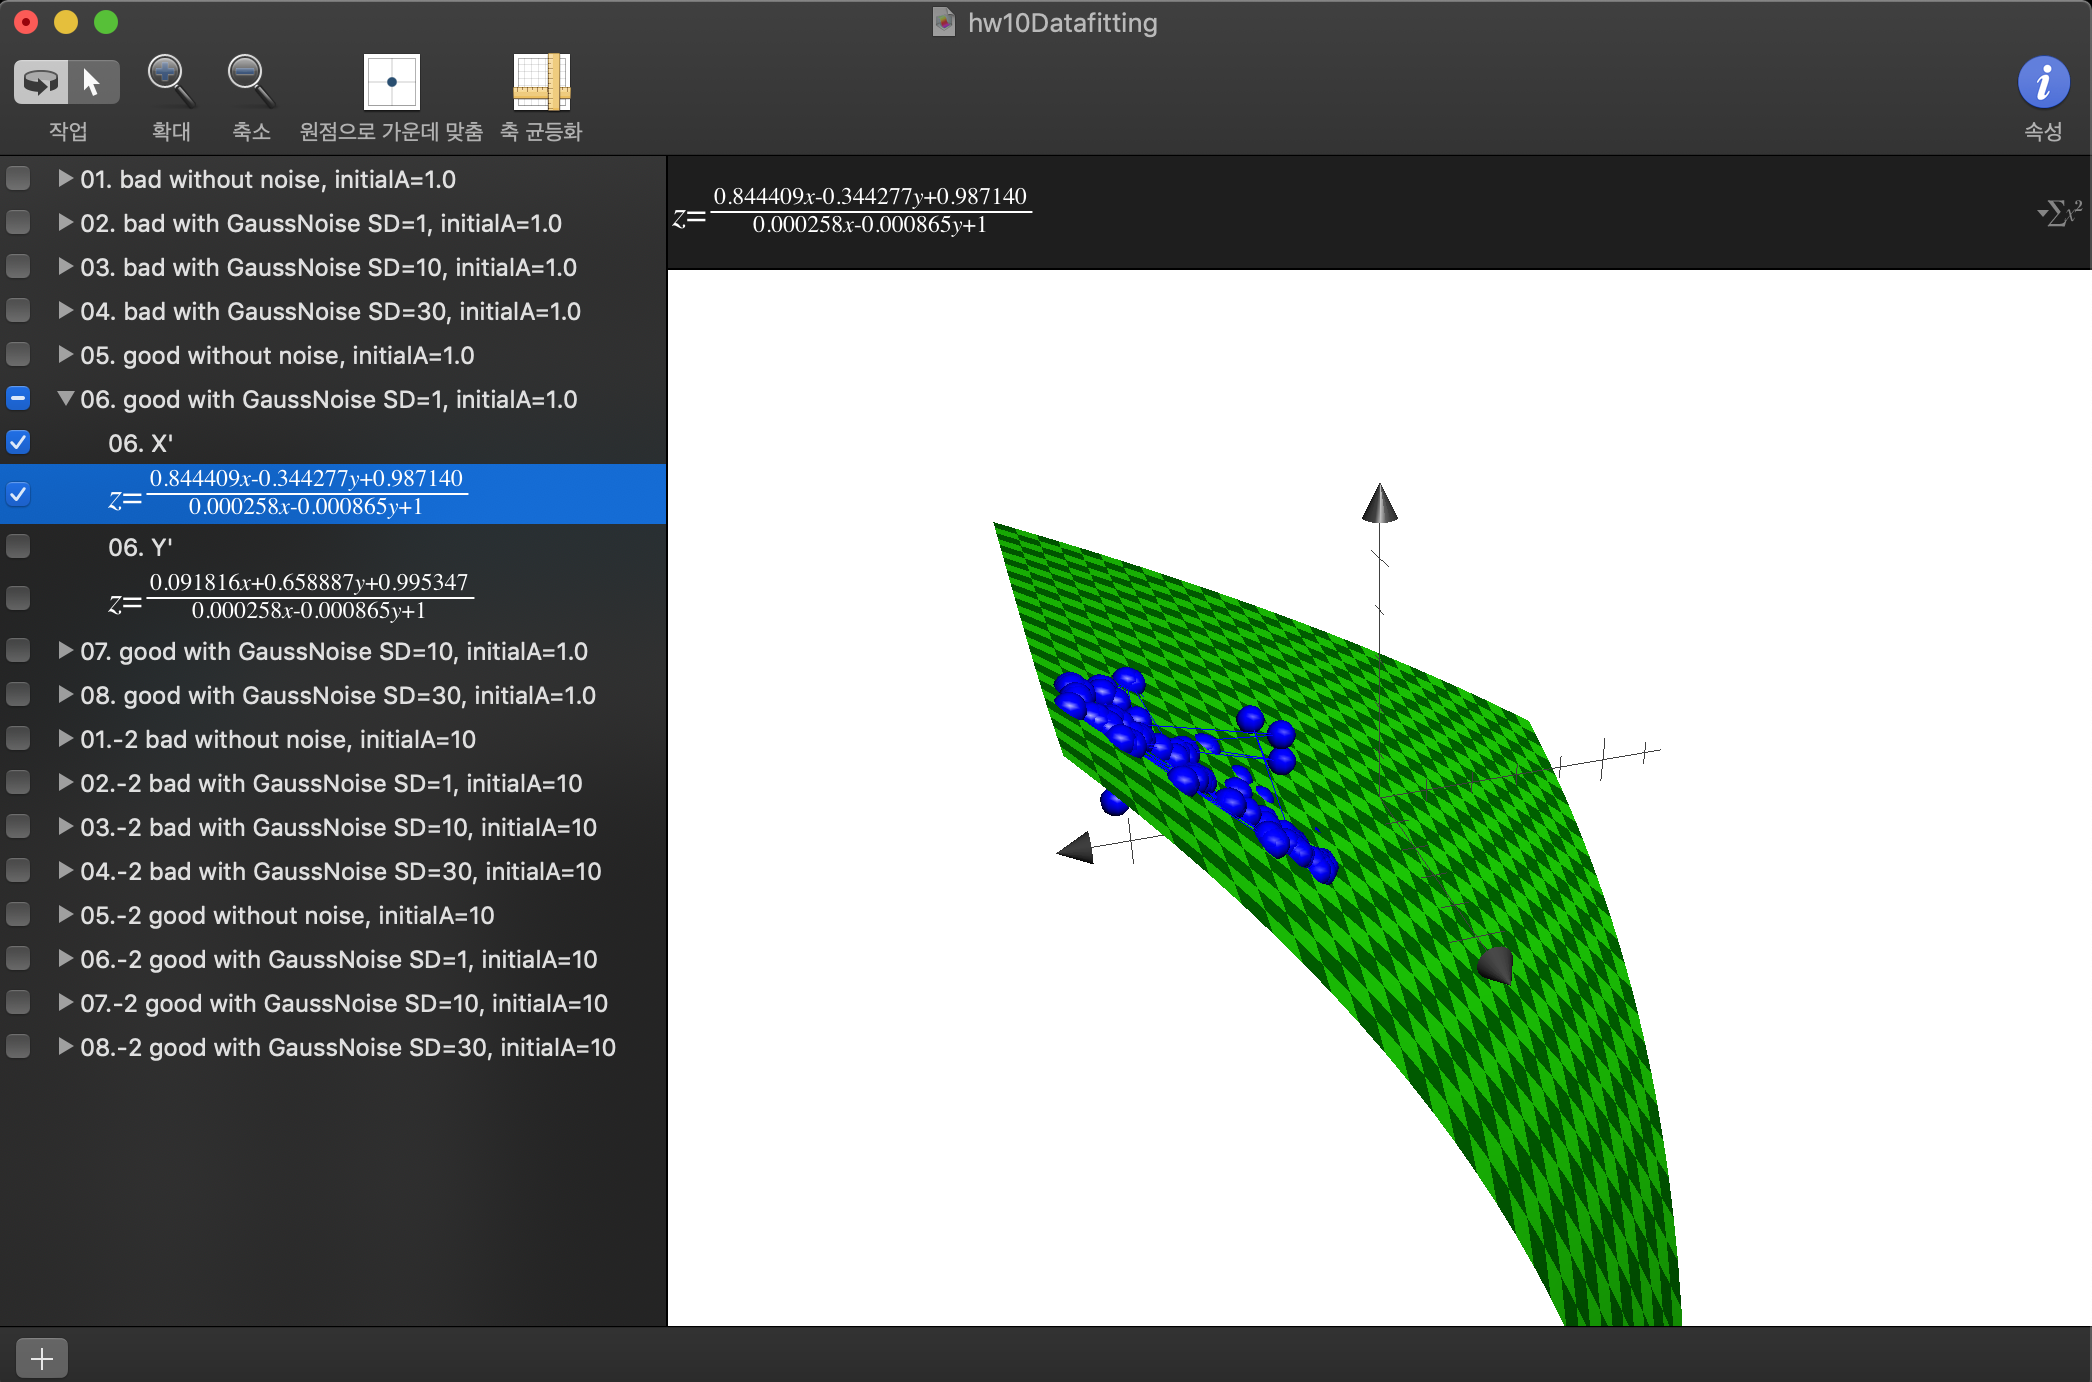 hw10Datafitting
작업
확대
축소
원점으로 가운데 맞춤
축 균등화
속성
01. bad without noise, initialA=1.0
02. bad with GaussNoise SD=1, initialA=1.0
03. bad with GaussNoise SD=10, initialA=1.0
04. bad with GaussNoise SD=30, initialA=1.0
05. good without noise, initialA=1.0
06. good with GaussNoise SD=1, initialA=1.0
06. X'
0.844409x-0.344277y+0.987140
z=
0.000258x-0.000865y+1
06. Y'
0.091816x+0.658887y+0.995347
z=
0.000258x-0.000865y+1
07. good with GaussNoise SD=10, initialA=1.0
08. good with GaussNoise SD=30, initialA=1.0
01.-2 bad without noise, initialA=10
02.-2 bad with GaussNoise SD=1, initialA=10
03.-2 bad with GaussNoise SD=10, initialA=10
04.-2 bad with GaussNoise SD=30, initialA=10
05.-2 good without noise, initialA=10
06.-2 good with GaussNoise SD=1, initialA=10
07.-2 good with GaussNoise SD=10, initialA=10
08.-2 good with GaussNoise SD=30, initialA=10
0.844409x-0.344277y+0.987140
z=
0.000258x-0.000865y+1
∑x²